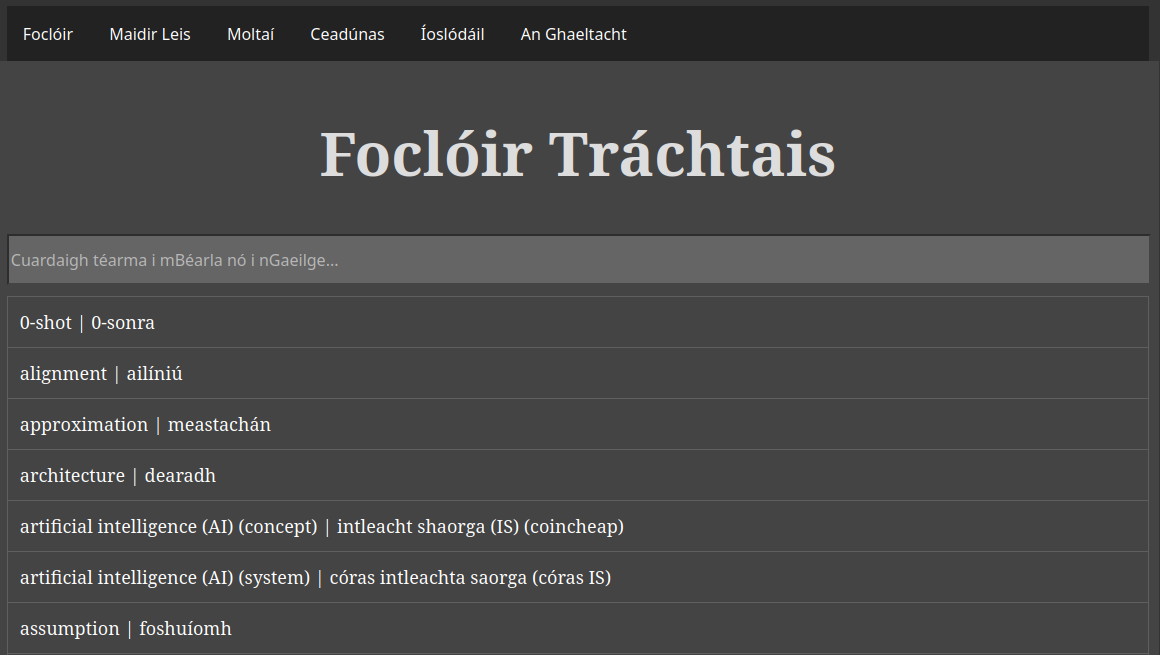 Foclóir Maidir Leis Moltaí Ceadúnas Íoslódáil An Ghaeltacht
Foclóir Tráchtais
Cuardaigh téarma i mBéarla nó i nGaeilge...
0-shot | 0-sonra
alignment | ailíniú
approximation | meastachán
architecture | dearadh
artificial intelligence (AI) (concept) | intleacht shaorga (IS) (coincheap)
artificial intelligence (AI) (system) | córas intleachta saorga (córas IS)
assumption | foshuíomh